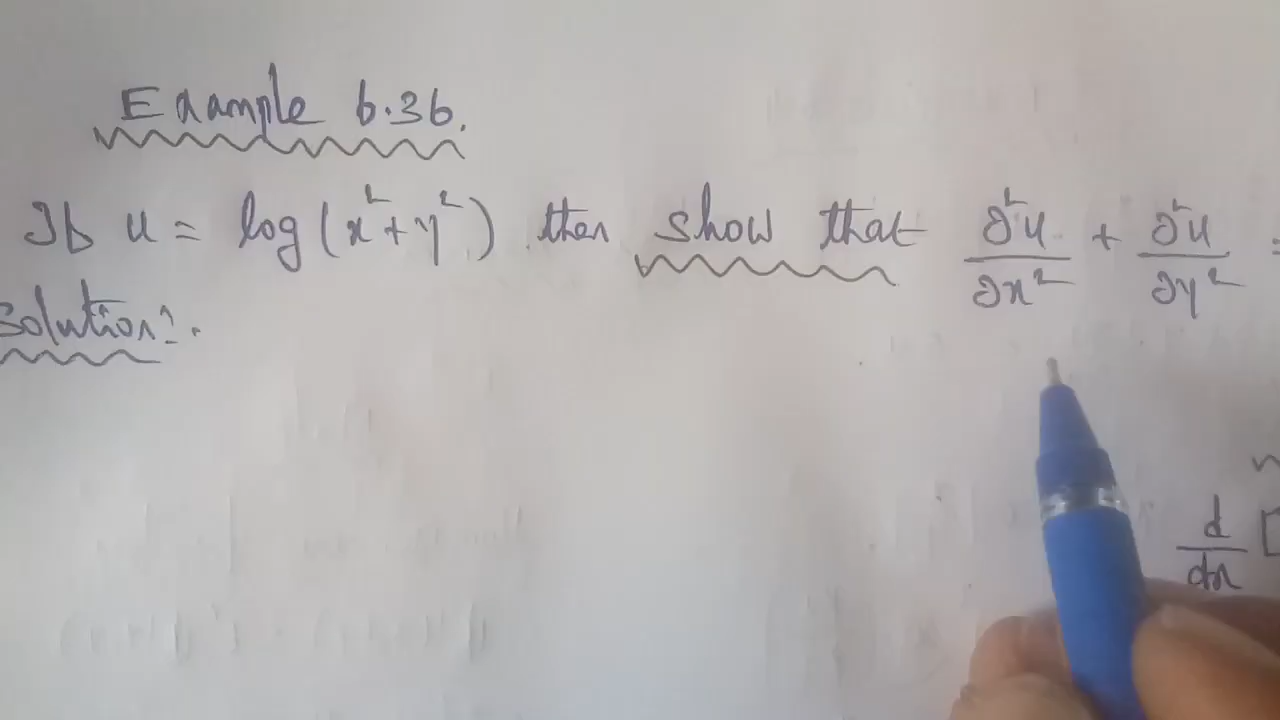 Example 6.36.
If u = log(x²+y²) then show that ∂²u/∂x² + ∂²u/∂y² =
Solution:.
d/dx [